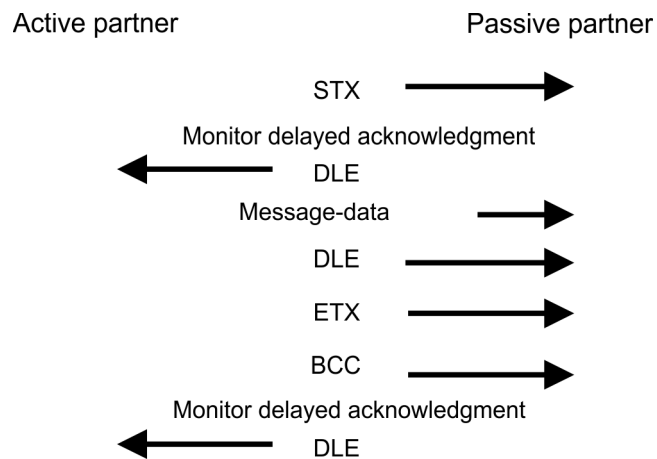 Active partner Passive partner
STX
Monitor delayed acknowledgment
DLE
Message-data
DLE
ETX
BCC
Monitor delayed acknowledgment
DLE